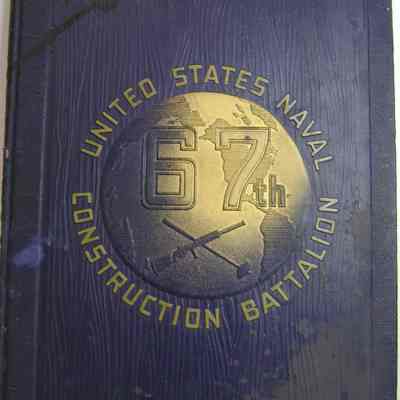 UNITED STATES NAVAL
67th
CONSTRUCTION BATTALION